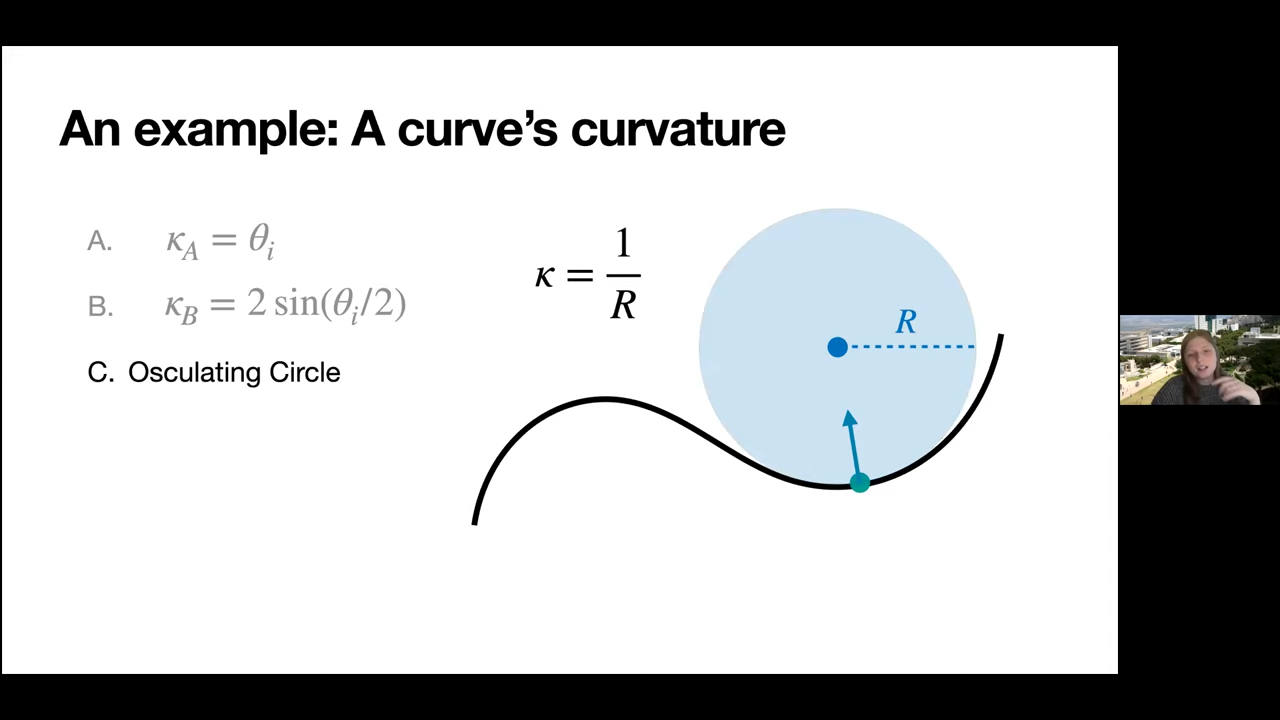 An example: A curve's curvature
A. κ_A = θ_i
B. κ_B = 2 sin(θ_i/2)
C. Osculating Circle
κ = 1/R
R